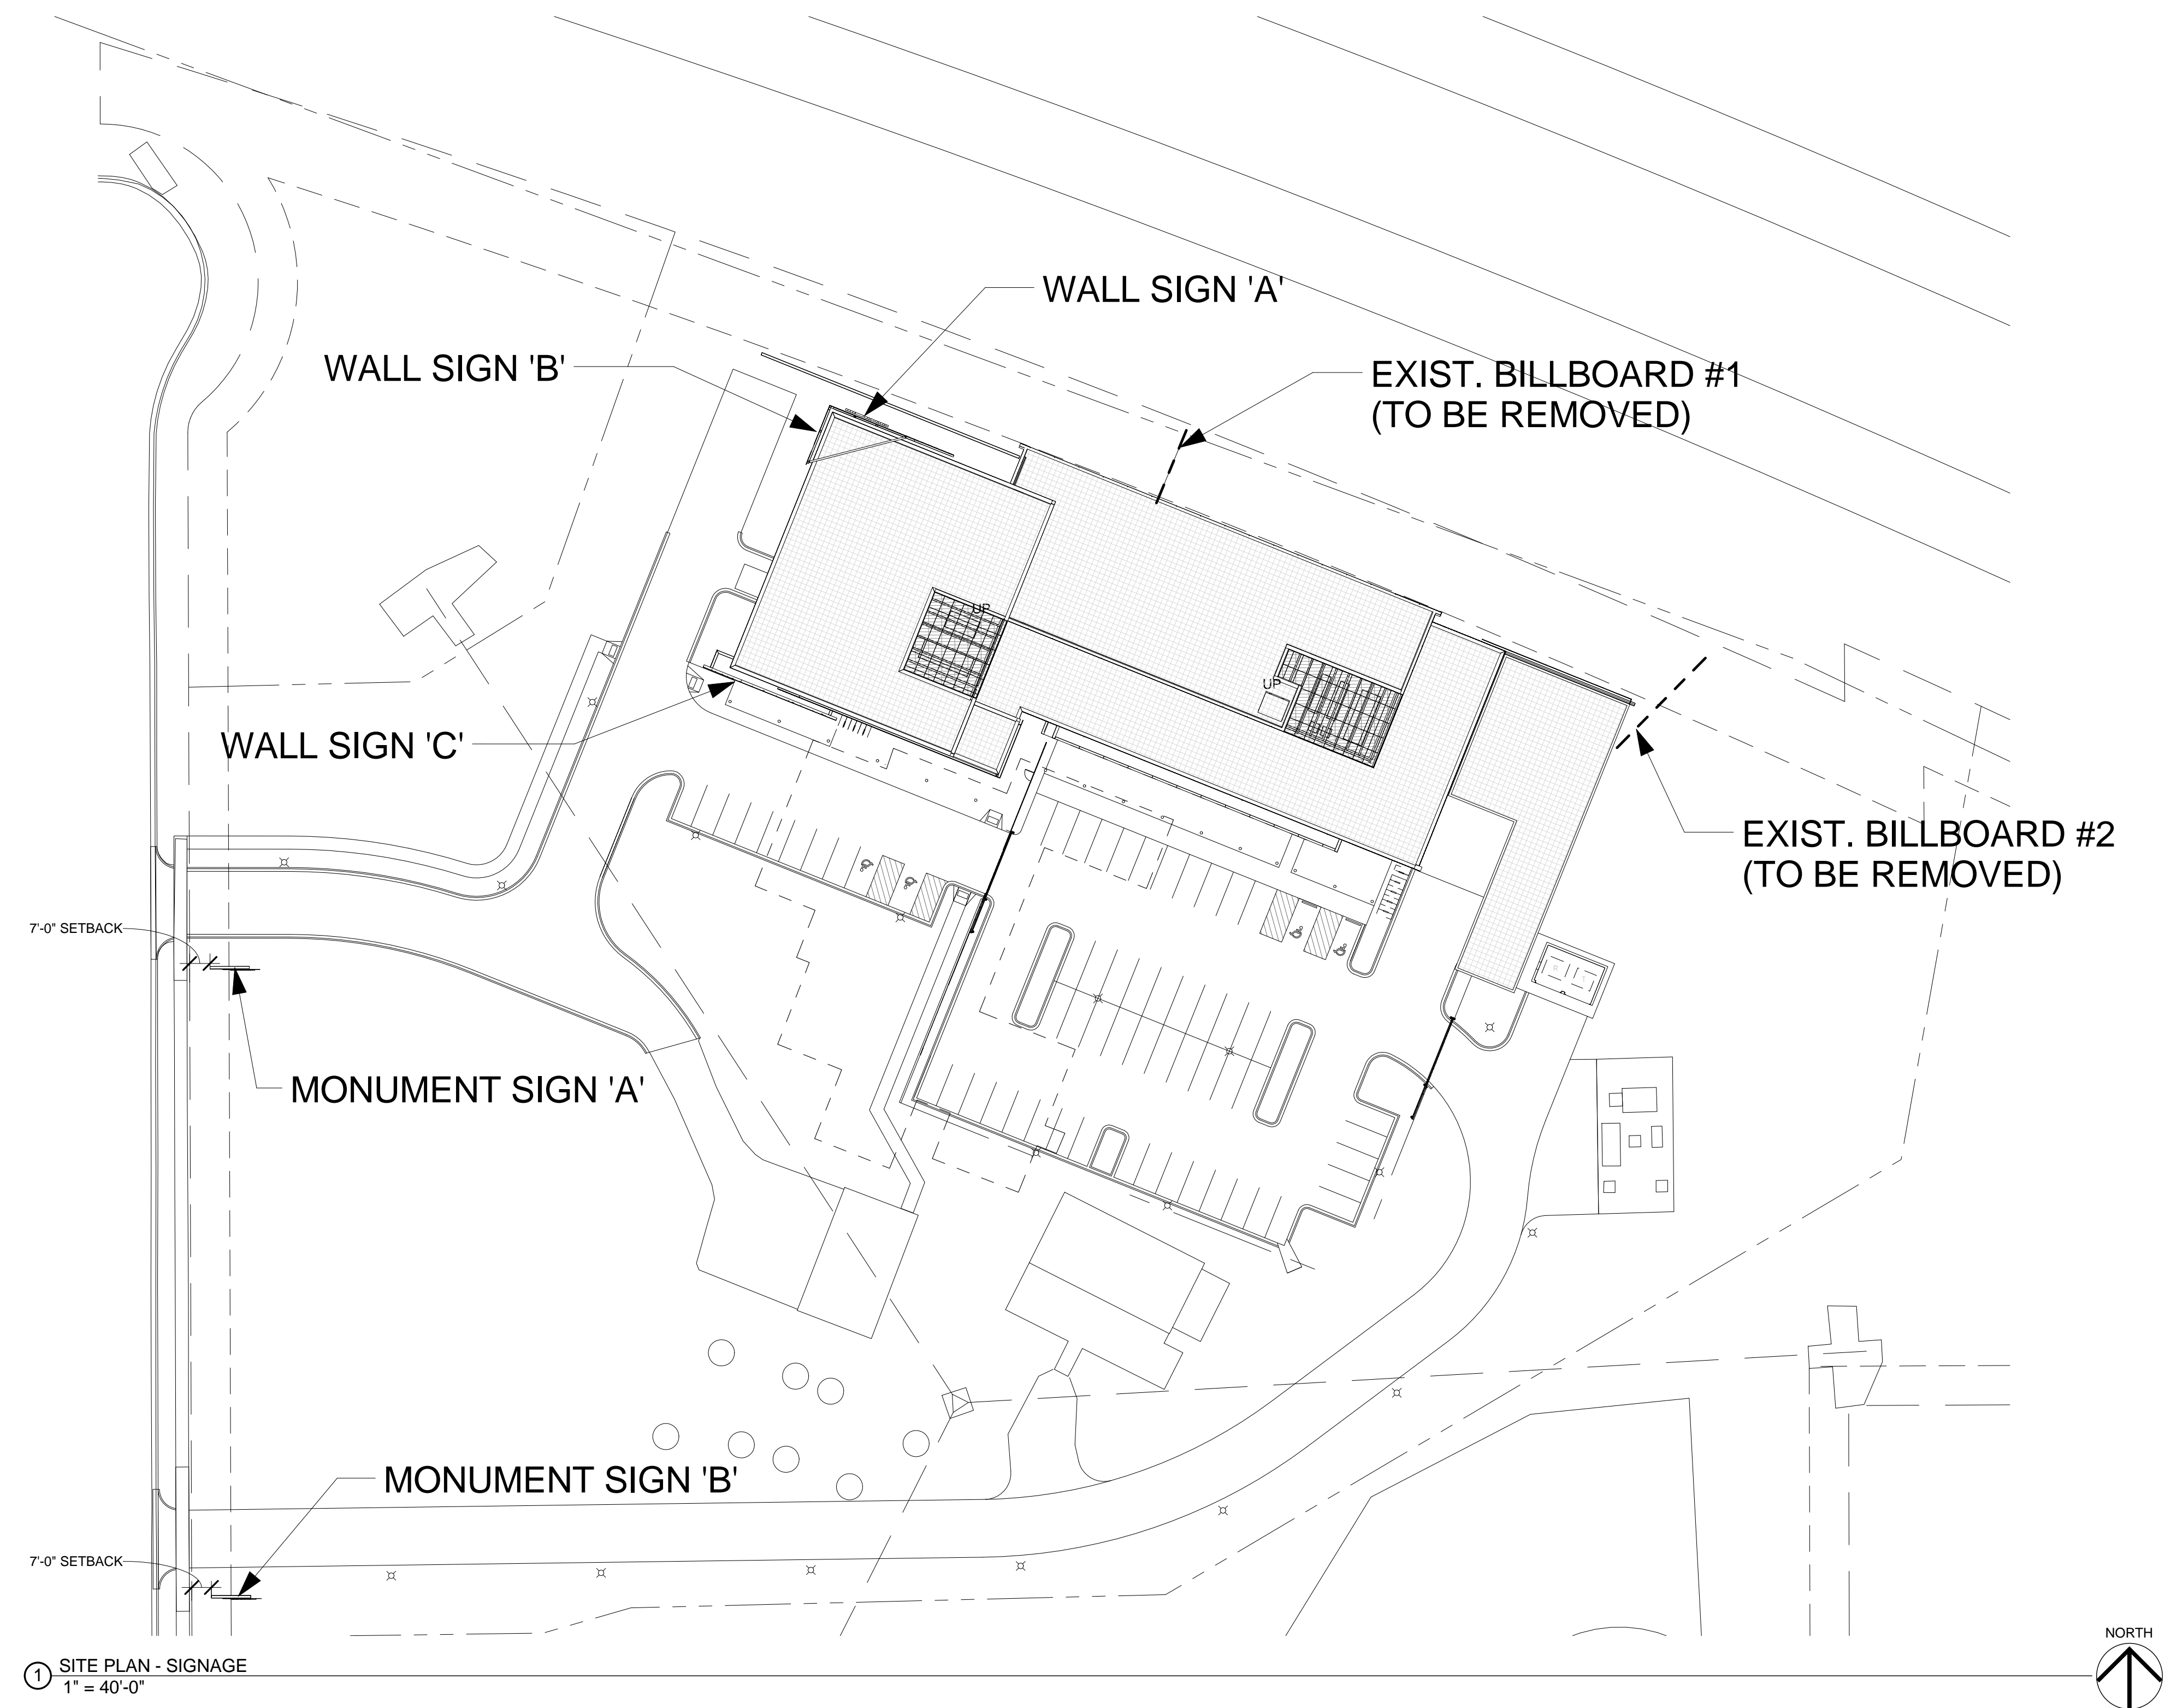 WALL SIGN 'A'
WALL SIGN 'B'
EXIST. BILLBOARD #1
(TO BE REMOVED)
UP
UP
WALL SIGN 'C'
EXIST. BILLBOARD #2
(TO BE REMOVED)
7'-0" SETBACK
MONUMENT SIGN 'A'
MONUMENT SIGN 'B'
7'-0" SETBACK
NORTH
1
SITE PLAN - SIGNAGE
1" = 40'-0"